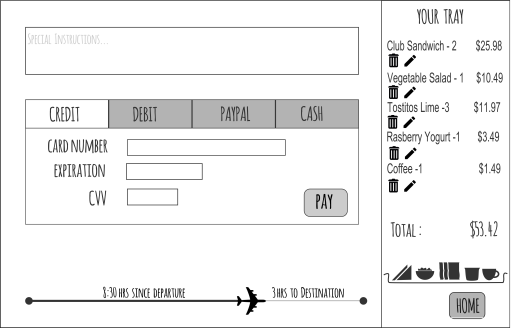 Special Instructions...
CREDIT DEBIT PAYPAL CASH
CARD NUMBER
EXPIRATION
CVV
PAY
8:30 HRS SINCE DEPARTURE 3HRS TO DESTINATION
YOUR TRAY
Club Sandwich - 2 $25.98
Vegetable Salad - 1 $10.49
Tostitos Lime -3 $11.97
Rasberry Yogurt -1 $3.49
Coffee -1 $1.49
TOTAL : $53.42
HOME